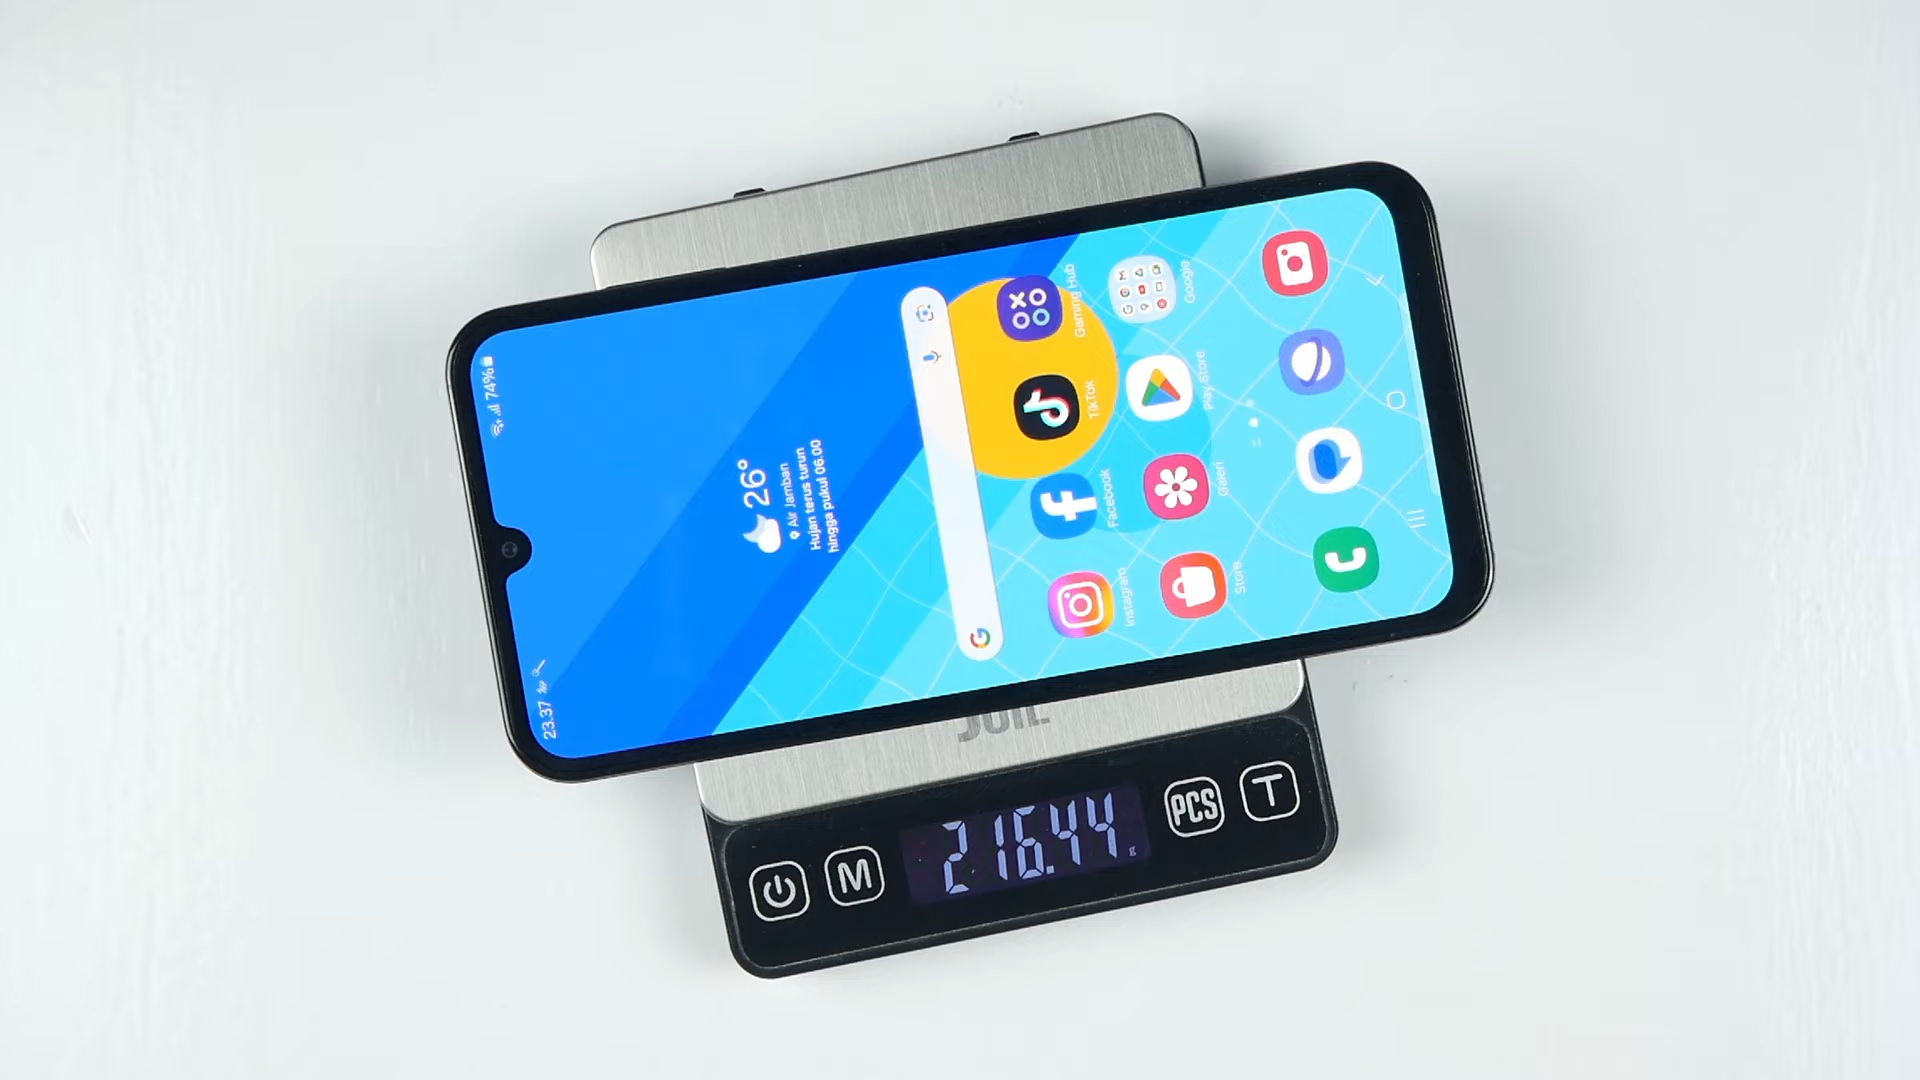 23.37
74%
26°
Air Jamban
Hujan terus turun
hingga pukul 06.00
Instagram
Facebook
TikTok
Gaming Hub
Store
Galeri
Play Store
Google
216.44 g
M
PCS
T